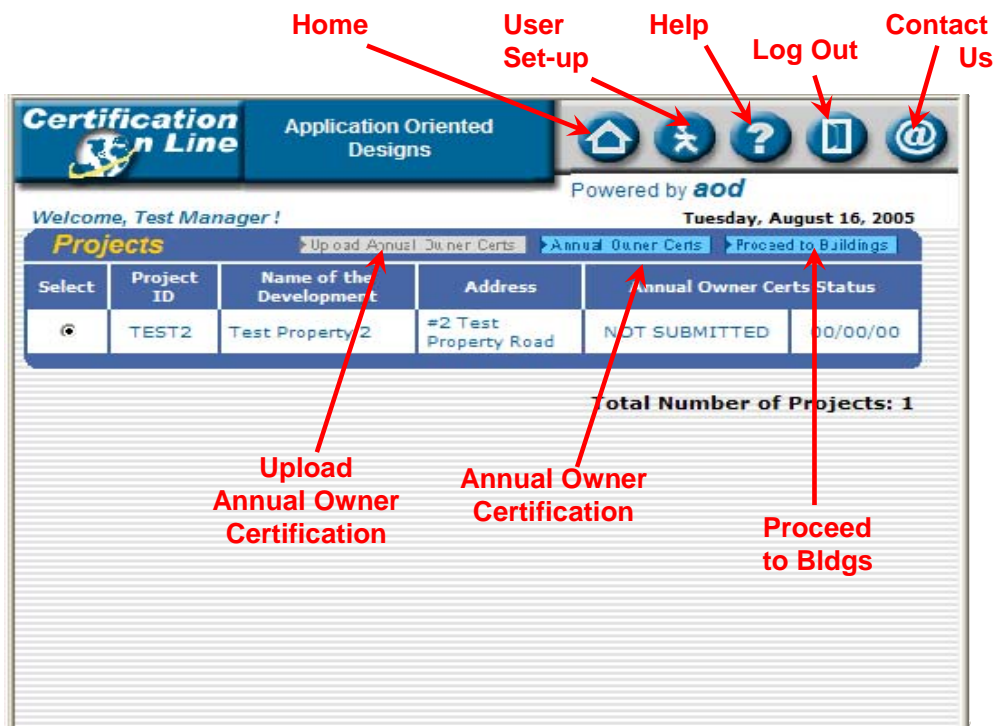 Home
User
Set-up
Help
Log Out
Contact
Us
Certification
On Line
Application Oriented
Designs
?
@
Powered by aod
Welcome, Test Manager !
Tuesday, August 16, 2005
Projects
Upload Annual Owner Certs
Annual Owner Certs
Proceed to Buildings
Select
Project
ID
Name of the
Development
Address
Annual Owner Certs Status
TEST2
Test Property 2
#2 Test
Property Road
NOT SUBMITTED
00/00/00
Total Number of Projects: 1
Upload
Annual Owner
Certification
Annual Owner
Certification
Proceed
to Bldgs